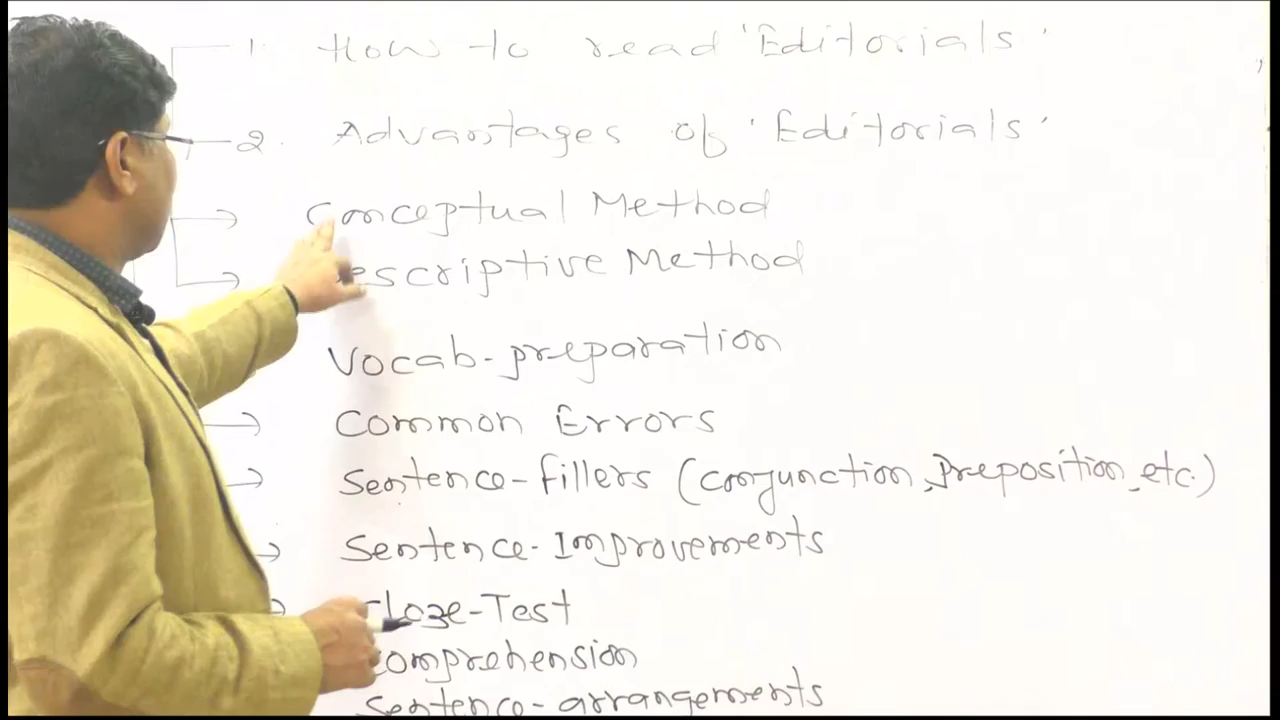 1. How to read 'Editorials'
2. Advantages of 'Editorials'
→ Conceptual Method
→ Descriptive Method
Vocab-preparation
→ Common Errors
→ Sentence-fillers (Conjunction, Preposition, etc.)
→ Sentence-Improvements
→ Cloze-Test
Comprehension
Sentence-arrangements